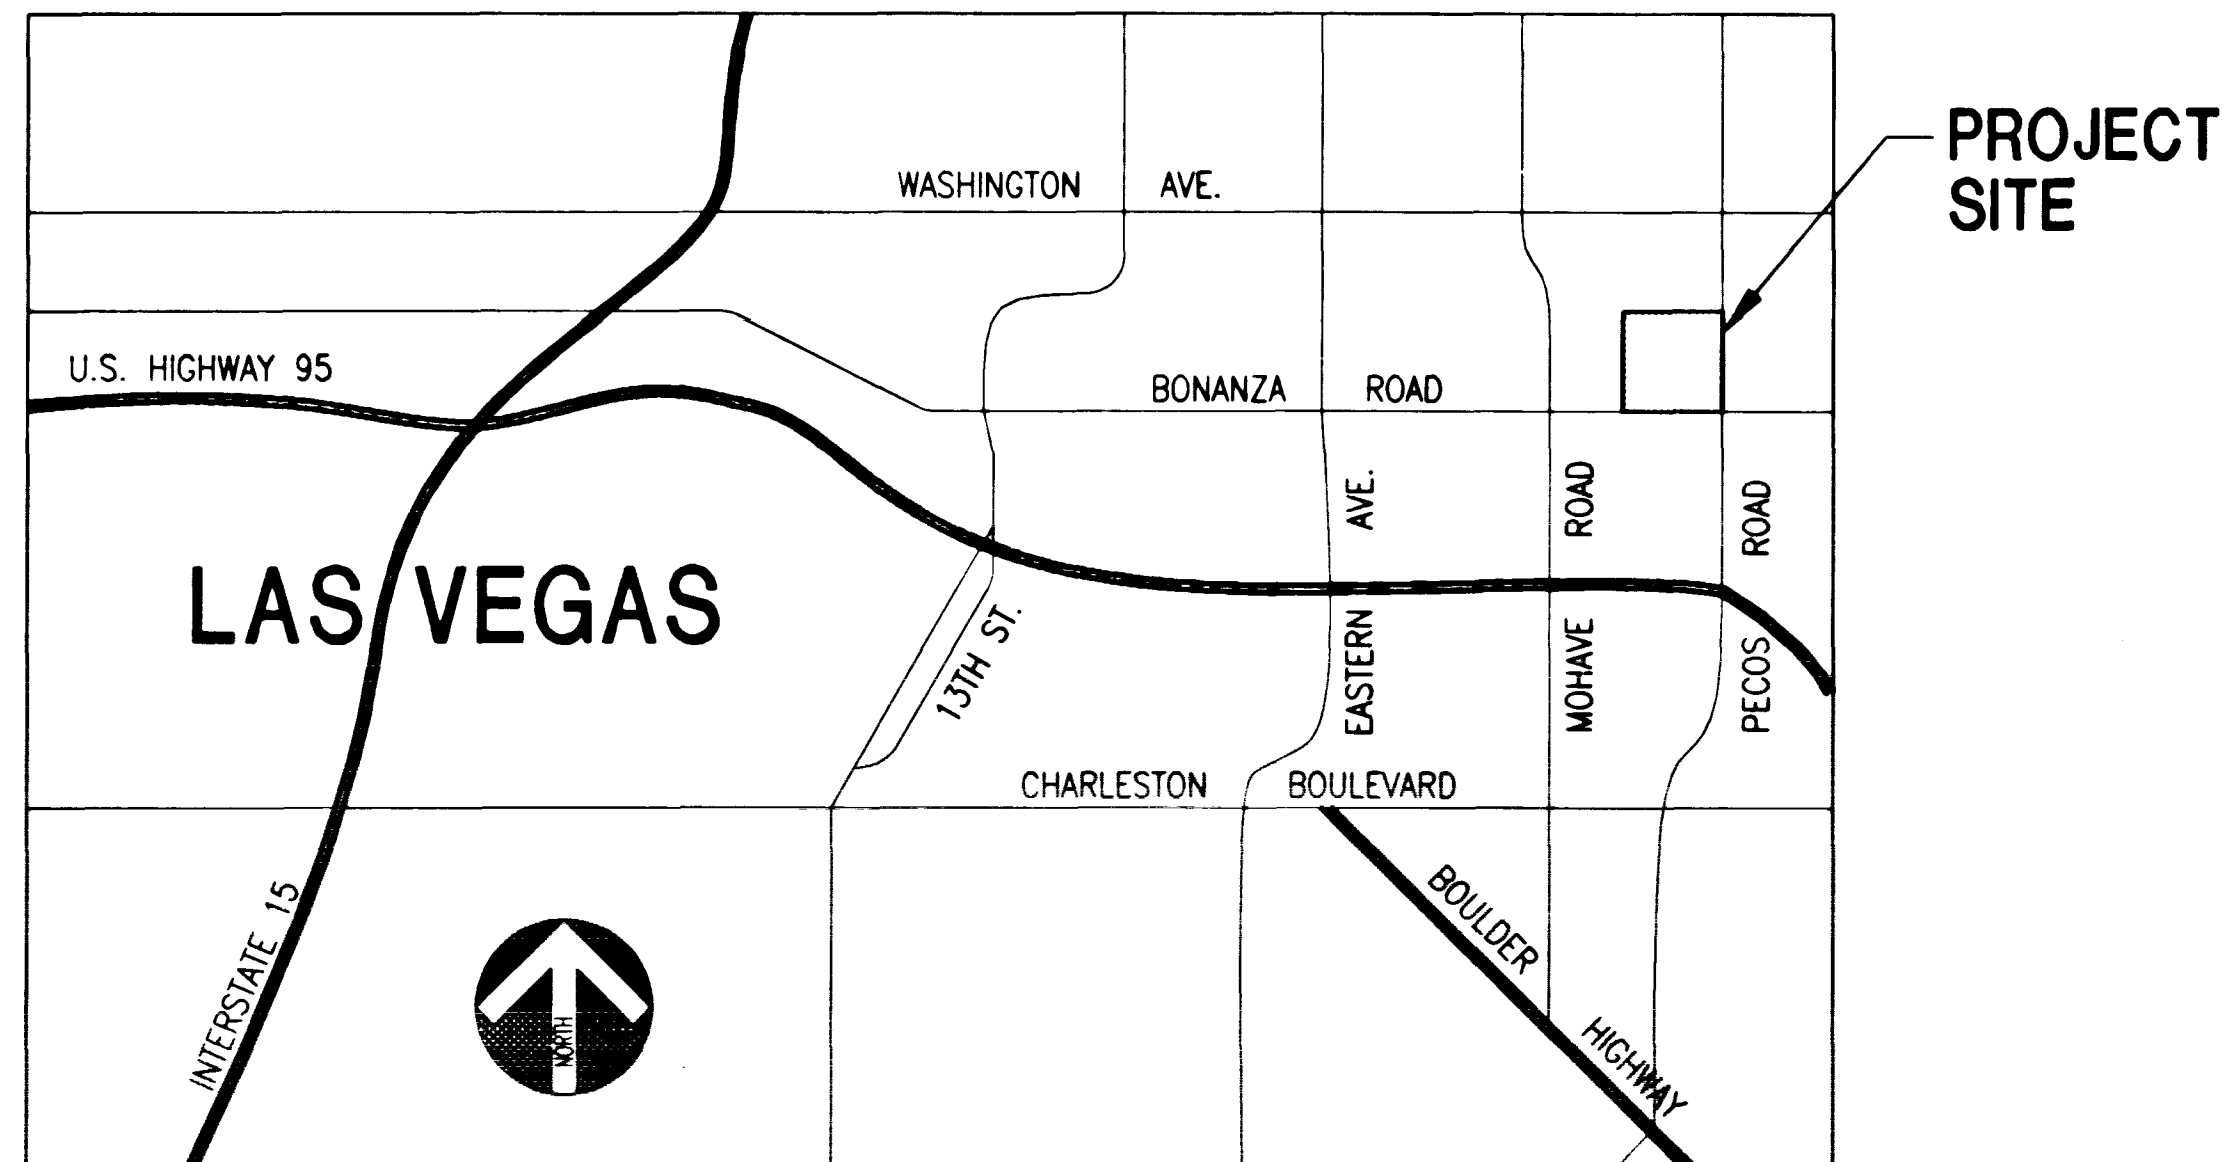 PROJECT
SITE
WASHINGTON AVE.
U.S. HIGHWAY 95
BONANZA ROAD
LAS VEGAS
13TH ST.
EASTERN AVE.
MOHAVE ROAD
PECOS ROAD
CHARLESTON BOULEVARD
INTERSTATE 15
NORTH
BOULDER HIGHWAY